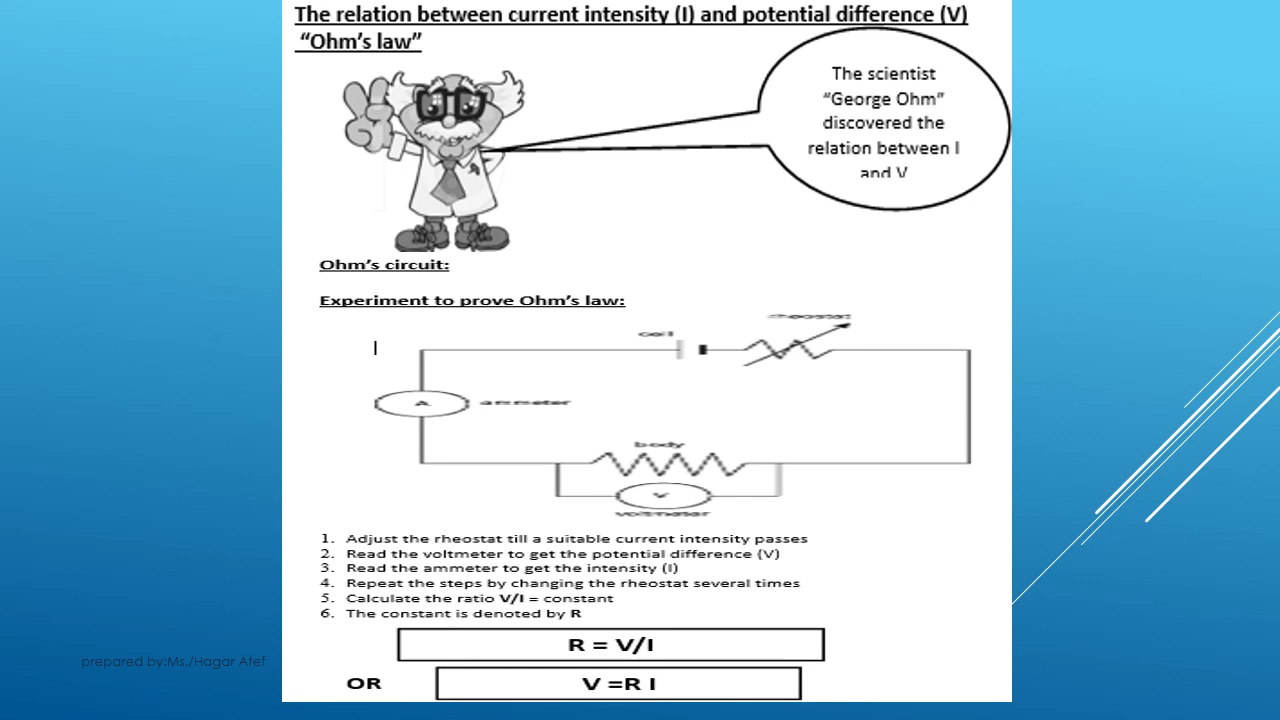 The relation between current intensity (I) and potential difference (V)
“Ohm’s law”
The scientist
“George Ohm”
discovered the
relation between I
and V
Ohm’s circuit:
Experiment to prove Ohm’s law:
rheostat
cell
I
A
ammeter
body
V
voltmeter
1. Adjust the rheostat till a suitable current intensity passes
2. Read the voltmeter to get the potential difference (V)
3. Read the ammeter to get the intensity (I)
4. Repeat the steps by changing the rheostat several times
5. Calculate the ratio V/I = constant
6. The constant is denoted by R
R = V/I
prepared by:Ms./Hagar Atef
OR
V =R I